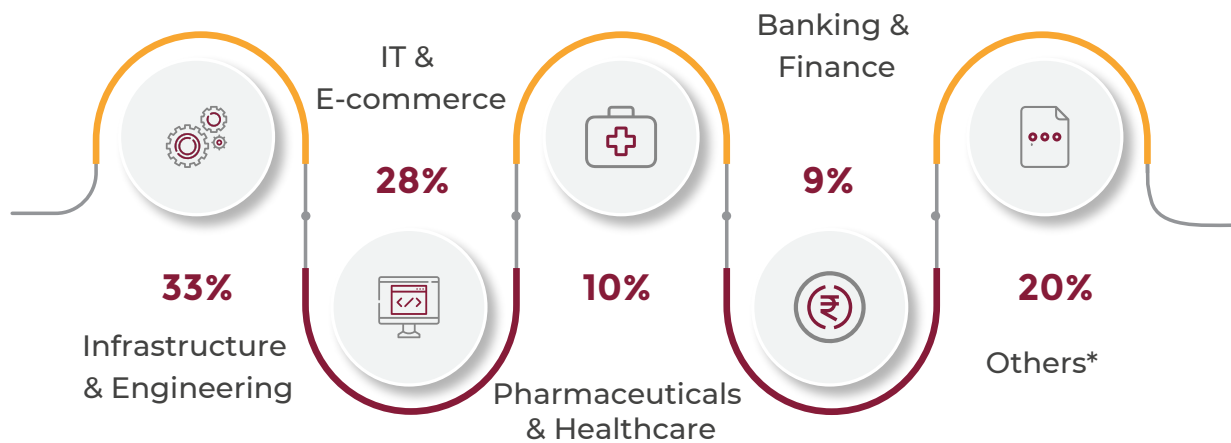 33%
Infrastructure
& Engineering
IT &
E-commerce
28%
</>
10%
Pharmaceuticals
& Healthcare
Banking &
Finance
9%
₹
20%
Others*